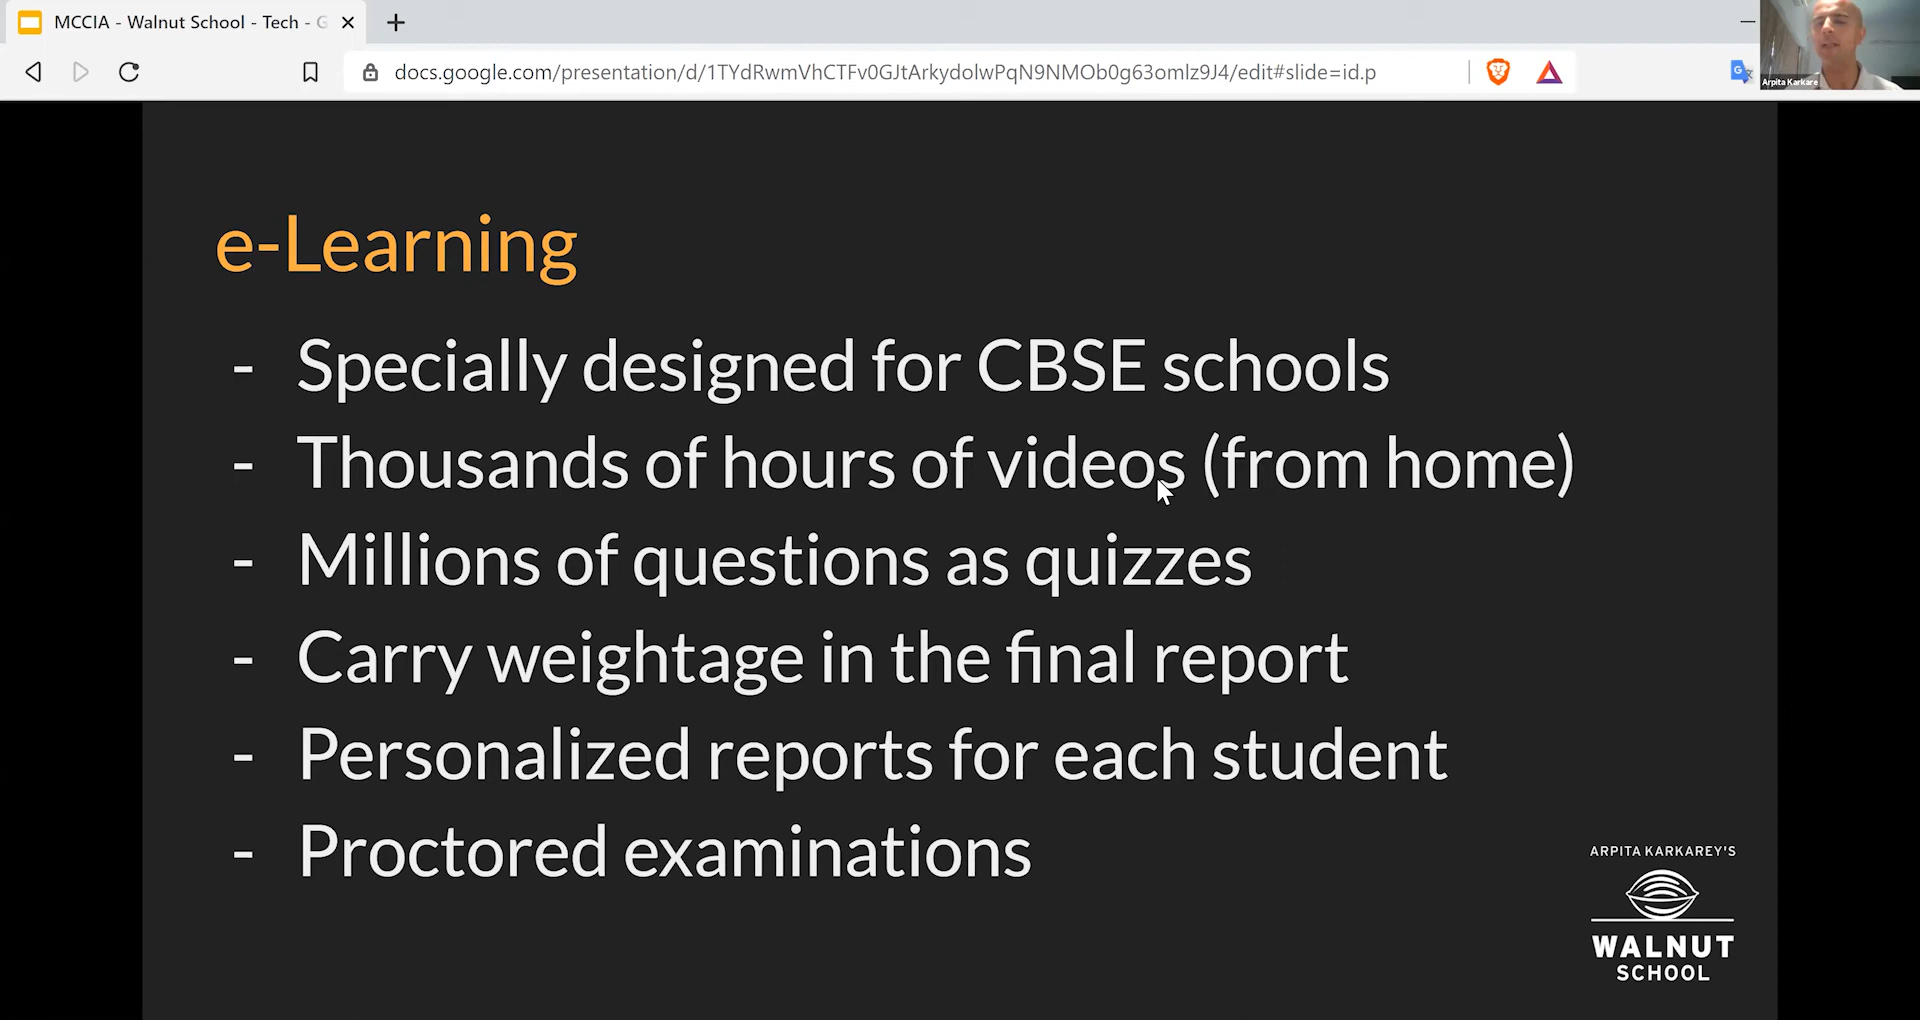 MCCIA - Walnut School - Tech - G
docs.google.com/presentation/d/1TYdRwmVhCTFv0GJtArkydolwPqN9NMOb0g63omlz9J4/edit#slide=id.p
Arpita Karkare
e-Learning
- Specially designed for CBSE schools
- Thousands of hours of videos (from home)
- Millions of questions as quizzes
- Carry weightage in the final report
- Personalized reports for each student
- Proctored examinations
ARPITA KARKAREY'S
WALNUT
SCHOOL